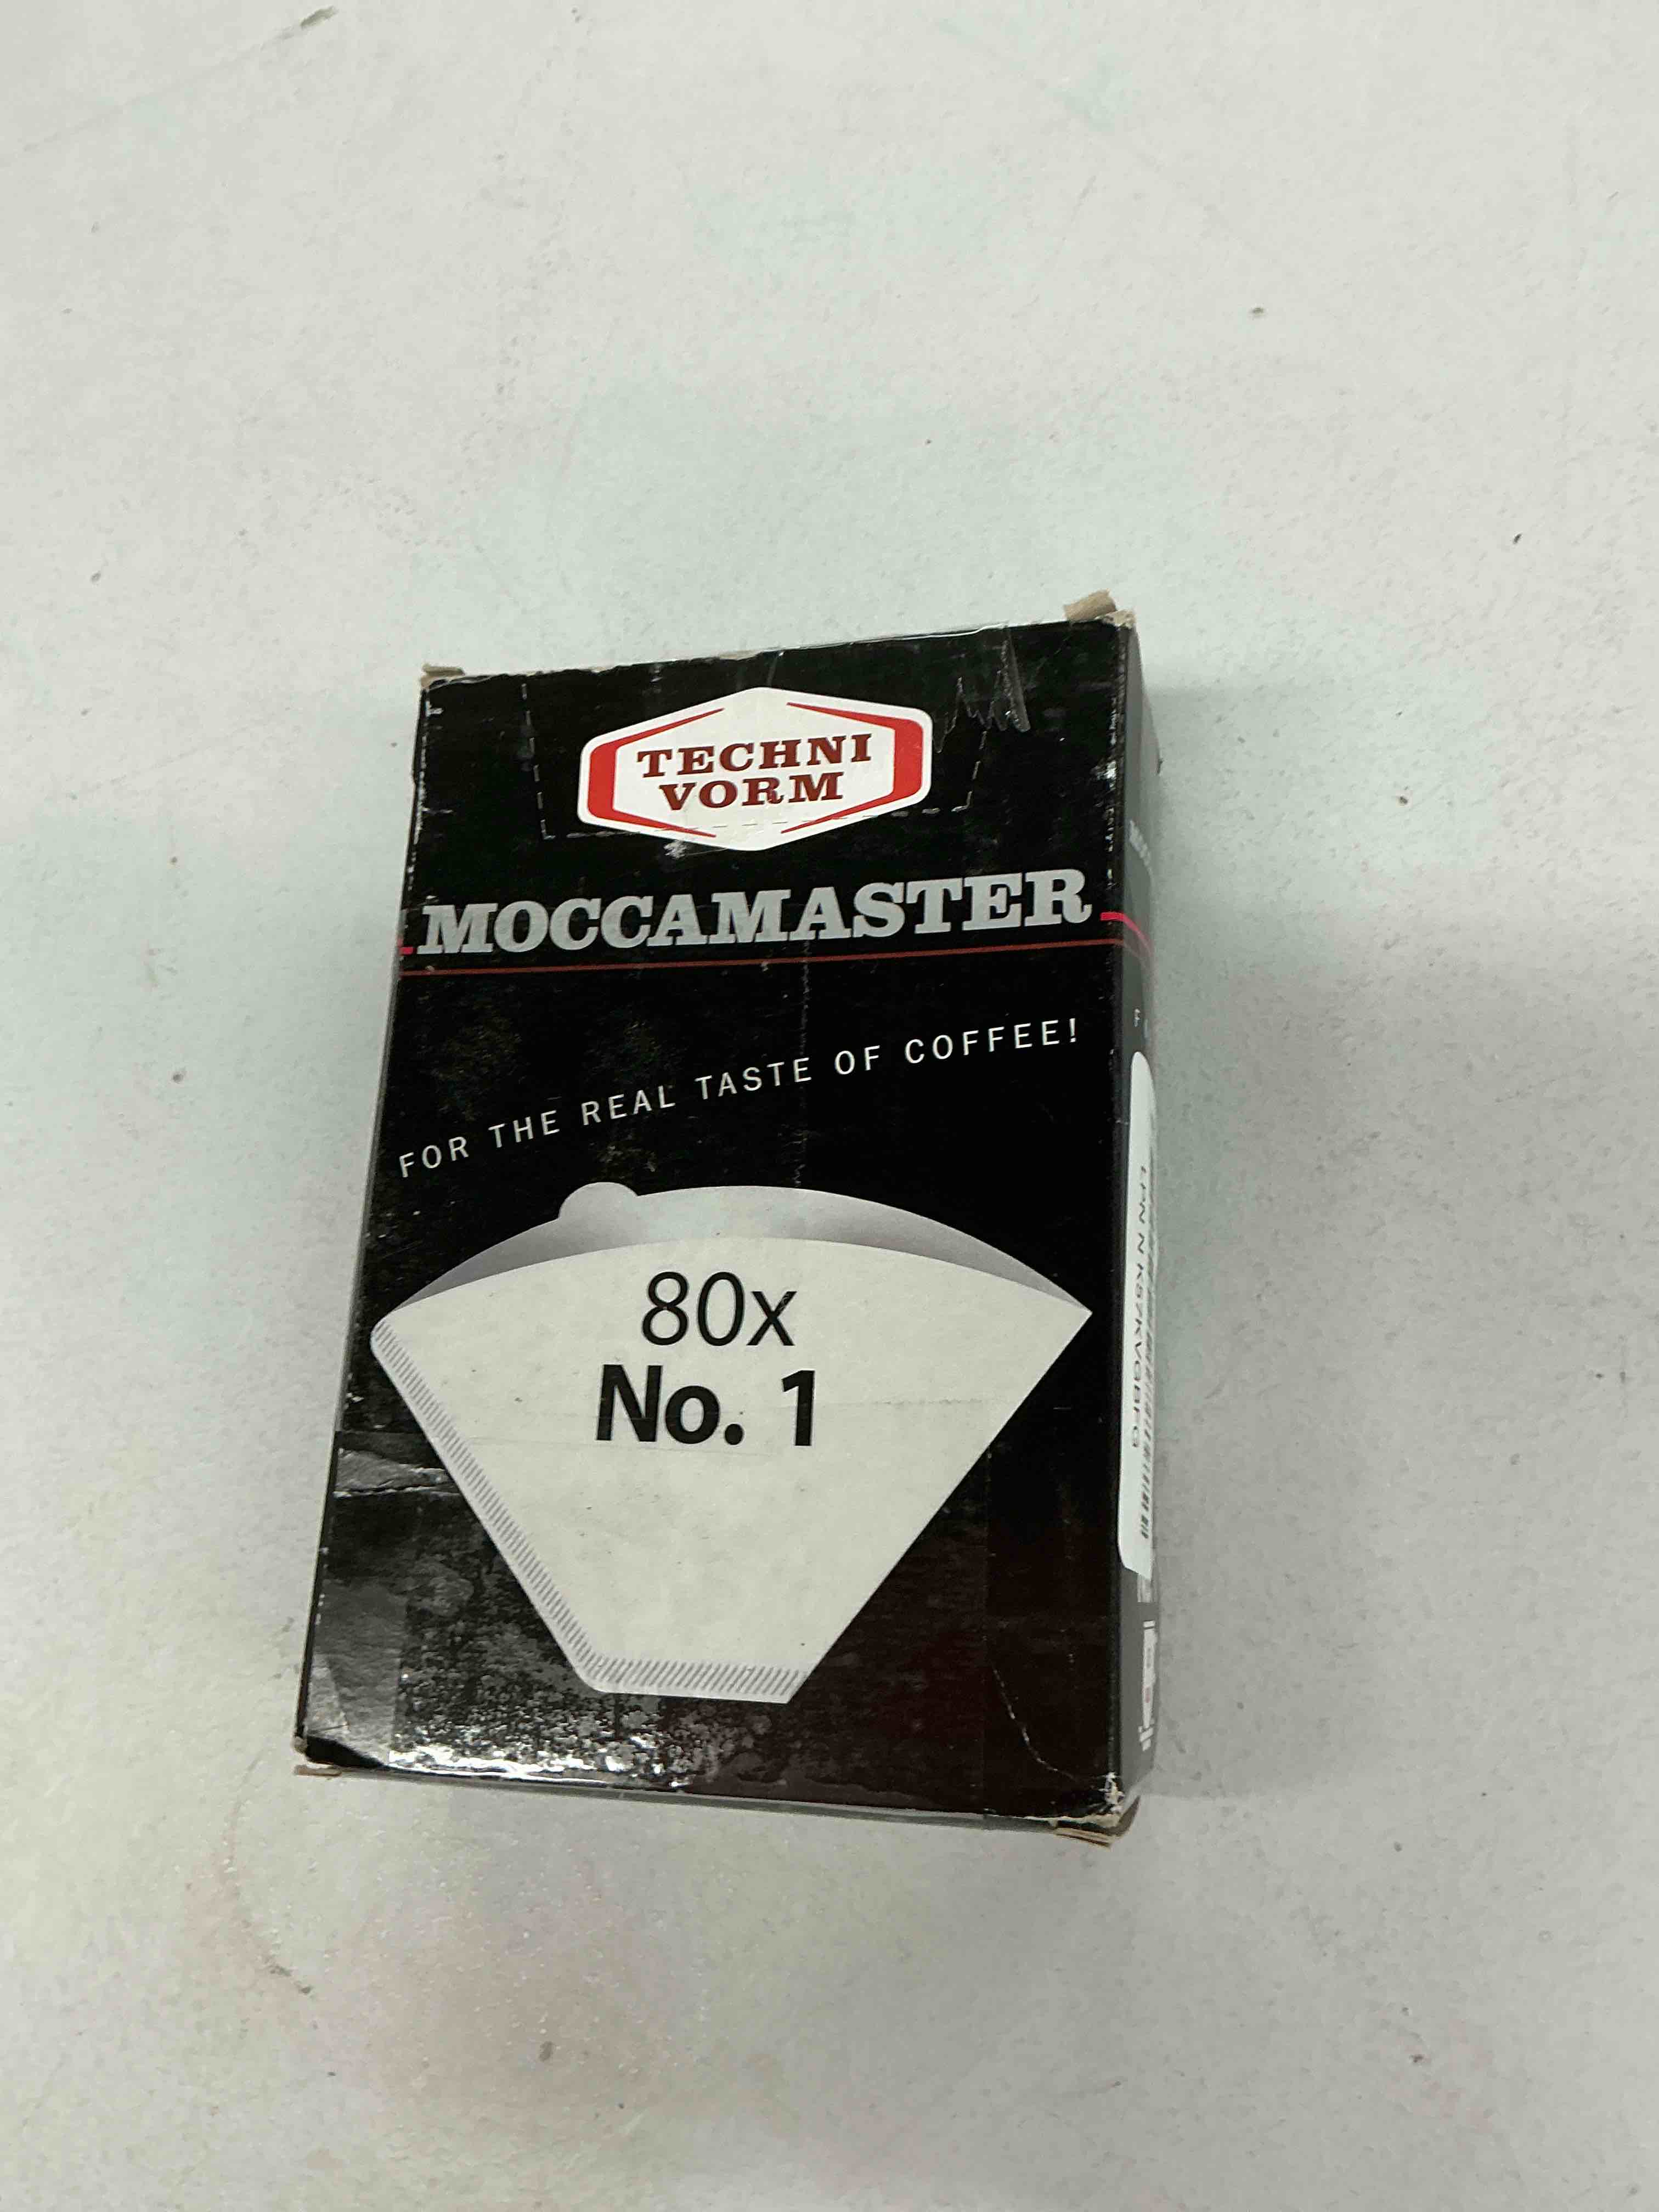 TECHNI
VORM
MOCCAMASTER
FOR THE REAL TASTE OF COFFEE!
80x
No. 1